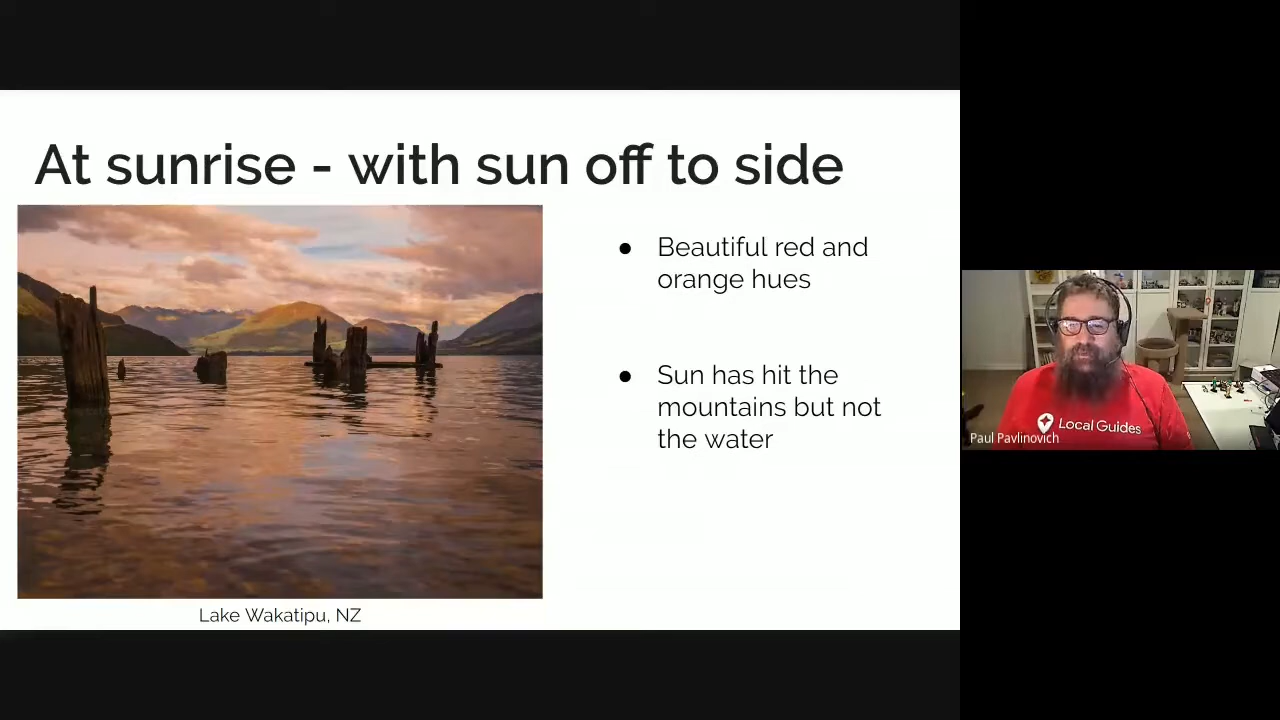 At sunrise - with sun off to side
● Beautiful red and
orange hues
● Sun has hit the
mountains but not
the water
Lake Wakatipu, NZ
Local Guides
Paul Pavlinovich